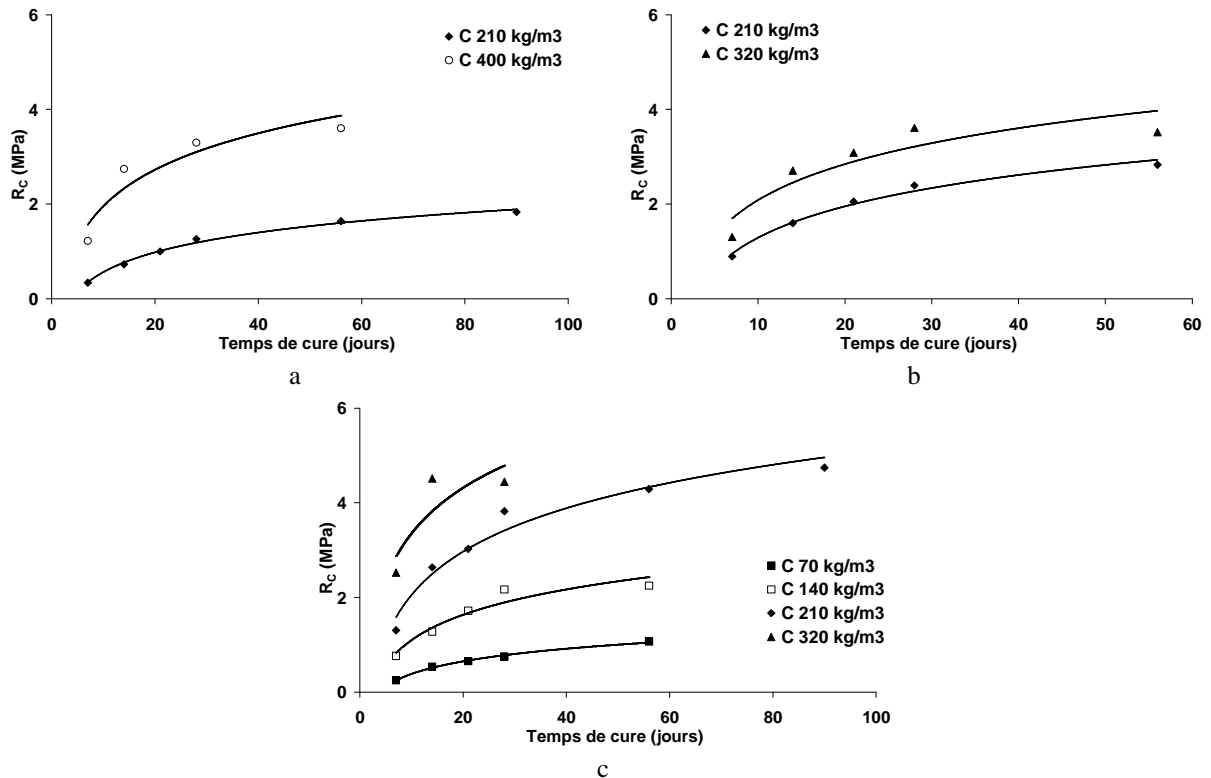 6
4
2
0
R_C (MPa)
0 20 40 60 80 100
Temps de cure (jours)
C 210 kg/m3
C 400 kg/m3
a
6
4
2
0
R_C (MPa)
0 10 20 30 40 50 60
Temps de cure (jours)
C 210 kg/m3
C 320 kg/m3
b
6
4
2
0
R_C (MPa)
0 20 40 60 80 100
Temps de cure (jours)
C 70 kg/m3
C 140 kg/m3
C 210 kg/m3
C 320 kg/m3
c